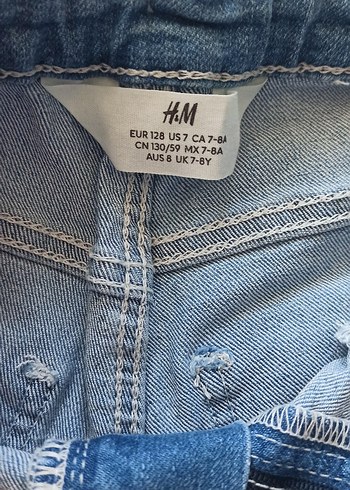 H&M
EUR 128 US 7 CA 7-8A
CN 130/59 MX 7-8A
AUS 8 UK 7-8Y